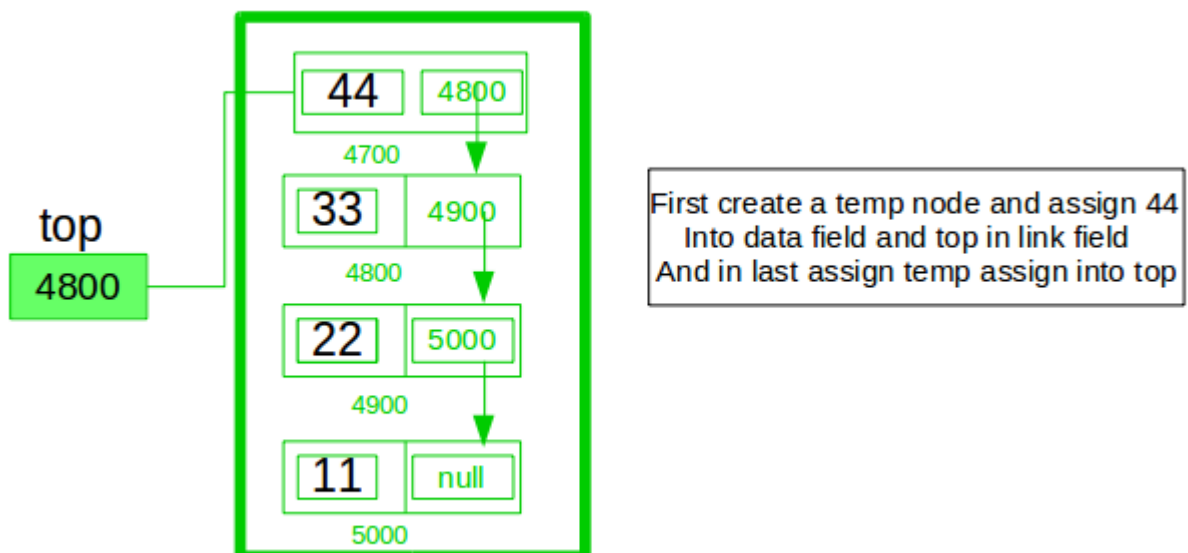 44 4800
4700
33 4900
top
4800
4800
22 5000
4900
11 null
5000
First create a temp node and assign 44
Into data field and top in link field
And in last assign temp assign into top